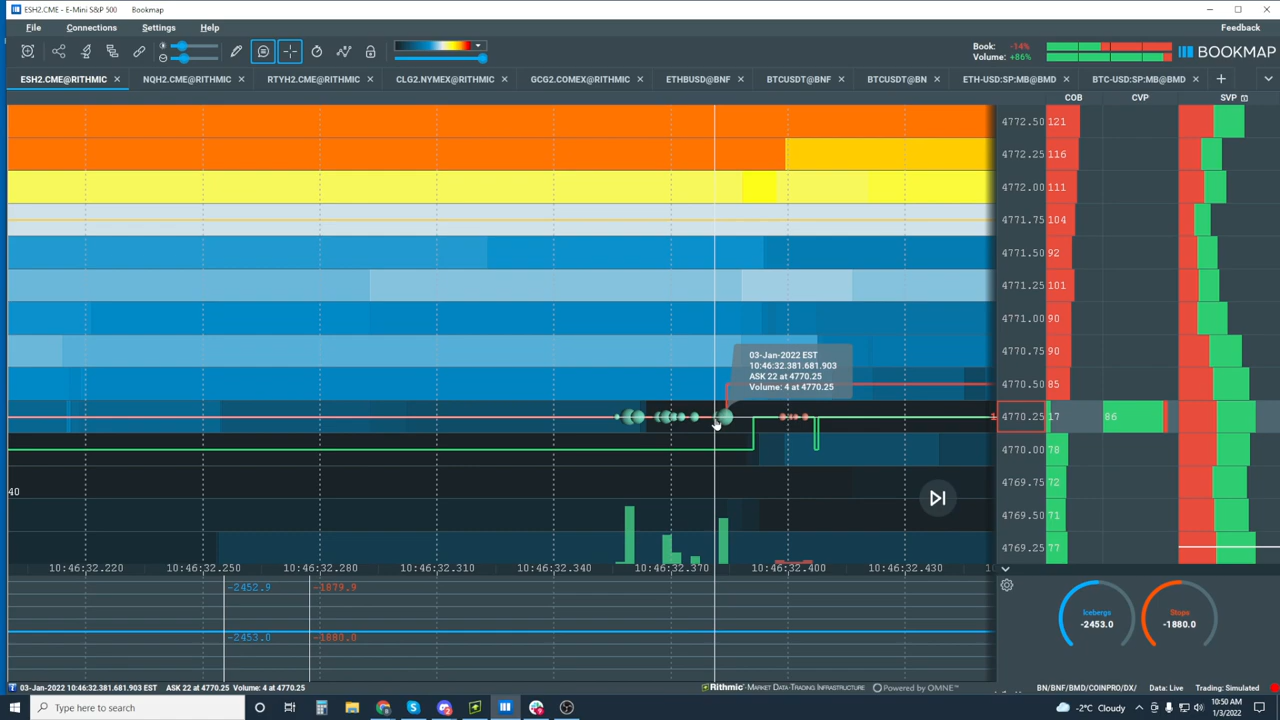 ESH2.CME - E-Mini S&P 500
Bookmap
File Connections Settings Help
Feedback
Book: -14%
Volume: +86%
BOOKMAP
ESH2.CME@RITHMIC NQH2.CME@RITHMIC RTYH2.CME@RITHMIC CLG2.NYMEX@RITHMIC GCG2.COMEX@RITHMIC ETHBUSD@BNF BTCUSDT@BNF BTCUSDT@BN ETH-USD:SP:MB@BMD BTC-USD:SP:MB@BMD
COB CVP SVP
4772.50 121
4772.25 116
4772.00 111
4771.75 104
4771.50 92
4771.25 101
4771.00 90
4770.75 90
4770.50 85
4770.25 17 86
4770.00 78
4769.75 72
4769.50 71
4769.25 77
03-Jan-2022 EST
10:46:32.381.681.903
ASK 22 at 4770.25
Volume: 4 at 4770.25
40
10:46:32.220 10:46:32.250 10:46:32.280 10:46:32.310 10:46:32.340 10:46:32.370 10:46:32.400 10:46:32.430
-2452.9 -1879.9
-2453.0 -1880.0
Icebergs
-2453.0
Stops
-1880.0
03-Jan-2022 10:46:32.381.681.903 EST ASK 22 at 4770.25 Volume: 4 at 4770.25
Rithmic - Market Data - Trading Infrastructure
Powered by OMNE™
BN/BNF/BMD/COINPRO/DX/ Data: Live Trading: Simulated
Type here to search
-2°C Cloudy
10:50 AM
1/3/2022